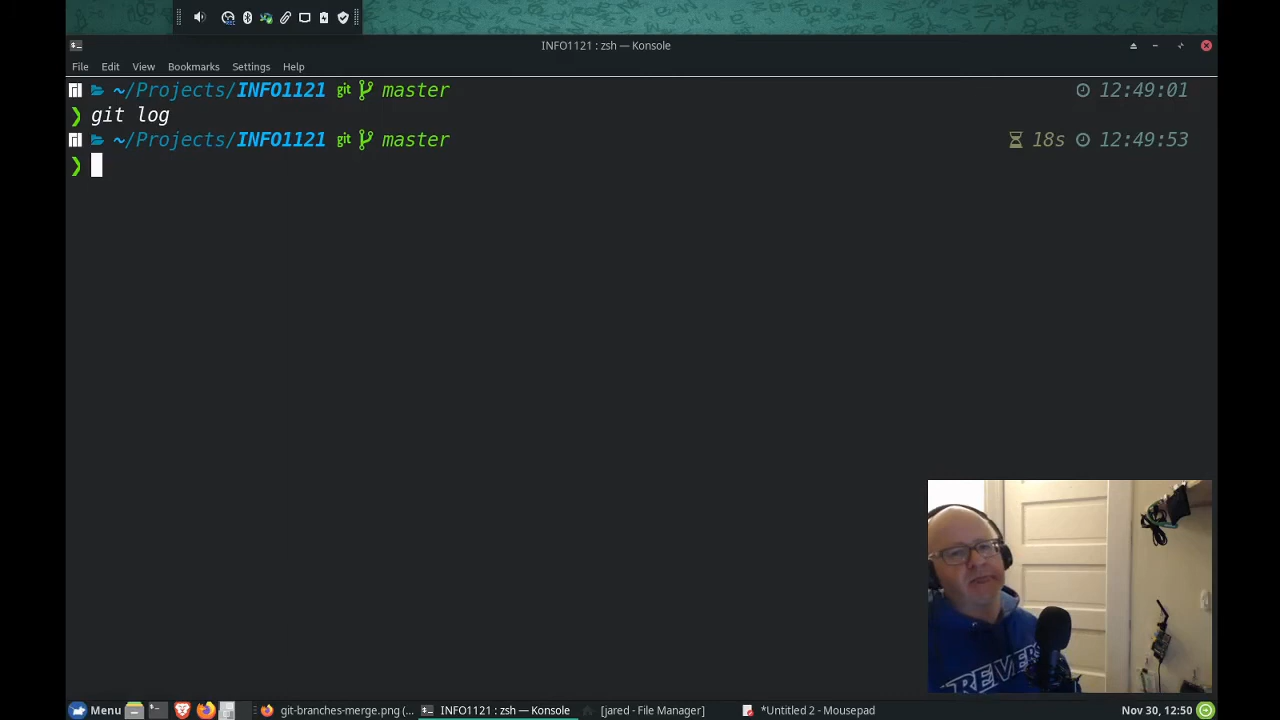 INFO1121 : zsh — Konsole
File Edit View Bookmarks Settings Help
~/Projects/INFO1121 git master 12:49:01
❯ git log
~/Projects/INFO1121 git master 18s 12:49:53
❯
Menu git-branches-merge.png (... INFO1121 : zsh — Konsole [jared - File Manager] *Untitled 2 - Mousepad Nov 30, 12:50